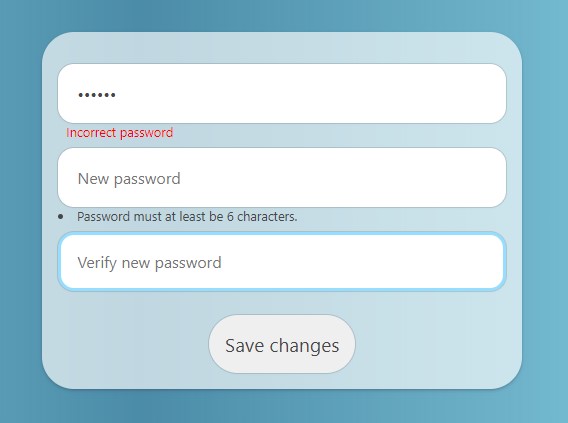 ••••••
Incorrect password
New password
• Password must at least be 6 characters.
Verify new password
Save changes